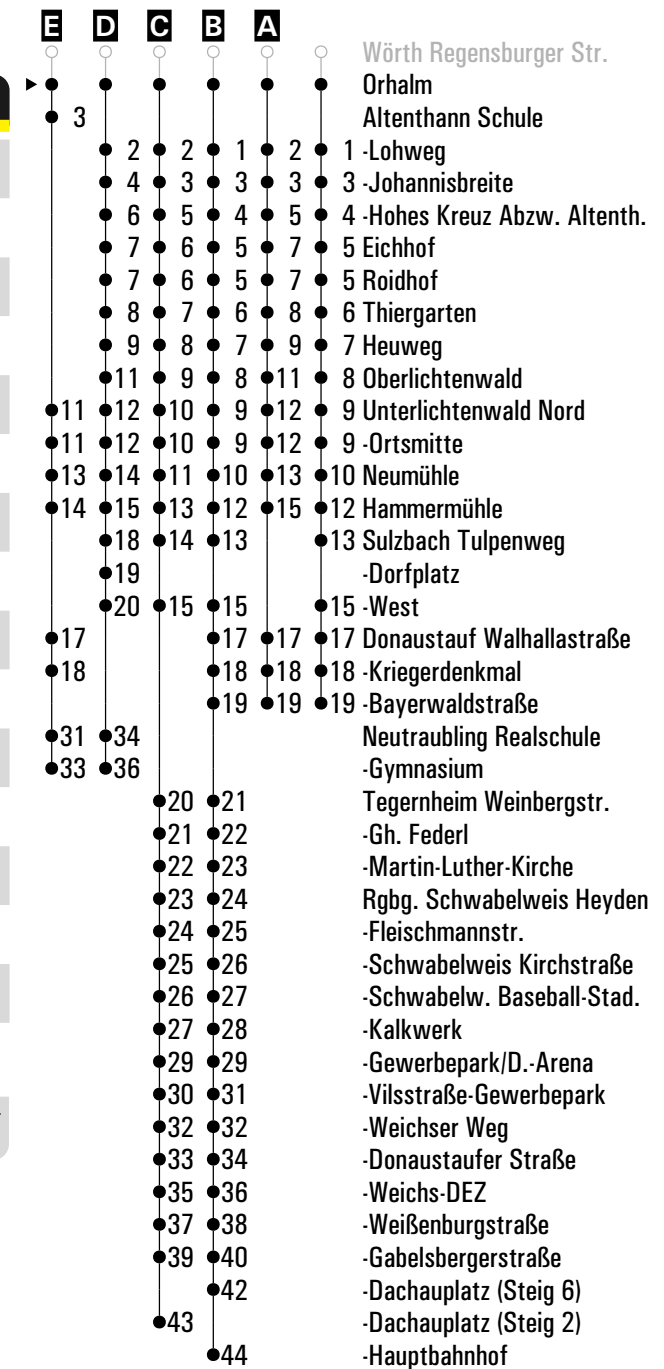 E D C B A
Wörth Regensburger Str.
Orhalm
3 Altenthann Schule
2 2 1 2 1 -Lohweg
4 3 3 3 3 -Johannisbreite
6 5 4 5 4 -Hohes Kreuz Abzw. Altenth.
7 6 5 7 5 Eichhof
7 6 5 7 5 Roidhof
8 7 6 8 6 Thiergarten
9 8 7 9 7 Heuweg
11 9 8 11 8 Oberlichtenwald
11 12 10 9 12 9 Unterlichtenwald Nord
11 12 10 9 12 9 -Ortsmitte
13 14 11 10 13 10 Neumühle
14 15 13 12 15 12 Hammermühle
18 14 13 13 Sulzbach Tulpenweg
19 -Dorfplatz
20 15 15 15 -West
17 17 17 17 Donaustauf Walhallastraße
18 18 18 18 -Kriegerdenkmal
19 19 19 -Bayerwaldstraße
31 34 Neutraubling Realschule
33 36 -Gymnasium
20 21 Tegernheim Weinbergstr.
21 22 -Gh. Federl
22 23 -Martin-Luther-Kirche
23 24 Rgbg. Schwabelweis Heyden
24 25 -Fleischmannstr.
25 26 -Schwabelweis Kirchstraße
26 27 -Schwabelw. Baseball-Stad.
27 28 -Kalkwerk
29 29 -Gewerbepark/D.-Arena
30 31 -Vilsstraße-Gewerbepark
32 32 -Weichser Weg
33 34 -Donaustaufer Straße
35 36 -Weichs-DEZ
37 38 -Weißenburgstraße
39 40 -Gabelsbergerstraße
42 -Dachauplatz (Steig 6)
43 -Dachauplatz (Steig 2)
44 -Hauptbahnhof